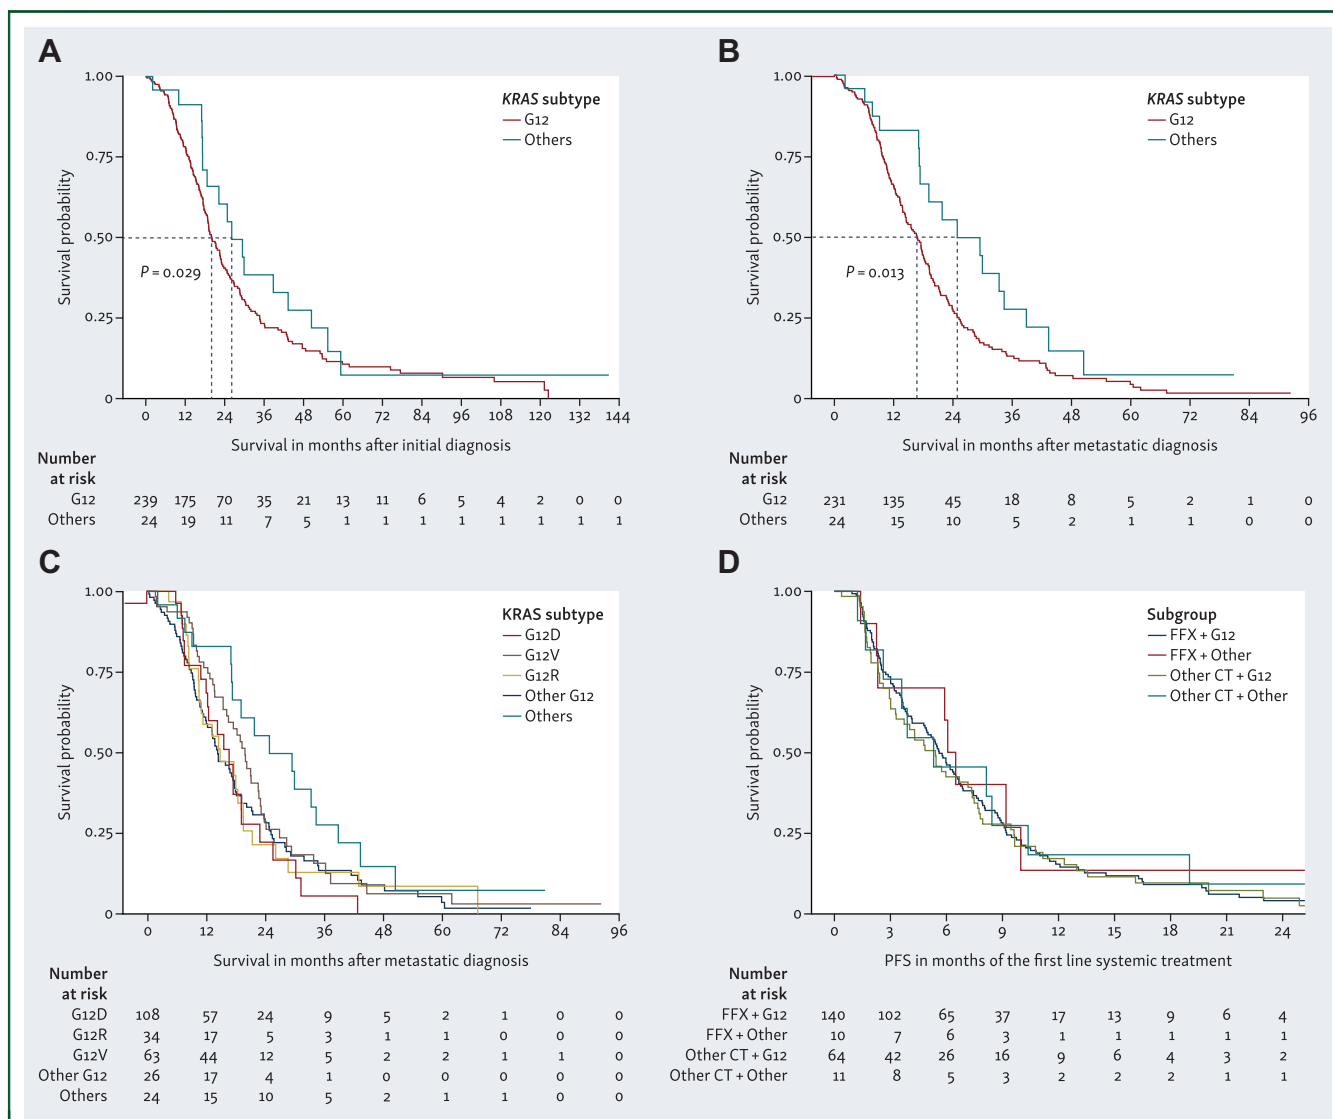 A
1.00
0.75
0.50
0.25
0
Survival probability
KRAS subtype
G12
Others
P = 0.029
0 12 24 36 48 60 72 84 96 108 120 132 144
Survival in months after initial diagnosis
Number
at risk
G12 239 175 70 35 21 13 11 6 5 4 2 0 0
Others 24 19 11 7 5 1 1 1 1 1 1 1 1
B
1.00
0.75
0.50
0.25
0
Survival probability
KRAS subtype
G12
Others
P = 0.013
0 12 24 36 48 60 72 84 96
Survival in months after metastatic diagnosis
Number
at risk
G12 231 135 45 18 8 5 2 1 0
Others 24 15 10 5 2 1 1 0 0
C
1.00
0.75
0.50
0.25
0
Survival probability
KRAS subtype
G12D
G12V
G12R
Other G12
Others
0 12 24 36 48 60 72 84 96
Survival in months after metastatic diagnosis
Number
at risk
G12D 108 57 24 9 5 2 1 0 0
G12R 34 17 5 3 1 1 0 0 0
G12V 63 44 12 5 2 2 1 1 0
Other G12 26 17 4 1 0 0 0 0 0
Others 24 15 10 5 2 1 1 0 0
D
1.00
0.75
0.50
0.25
0
Survival probability
Subgroup
FFX + G12
FFX + Other
Other CT + G12
Other CT + Other
0 3 6 9 12 15 18 21 24
PFS in months of the first line systemic treatment
Number
at risk
FFX + G12 140 102 65 37 17 13 9 6 4
FFX + Other 10 7 6 3 1 1 1 1 1
Other CT + G12 64 42 26 16 9 6 4 3 2
Other CT + Other 11 8 5 3 2 2 2 1 1